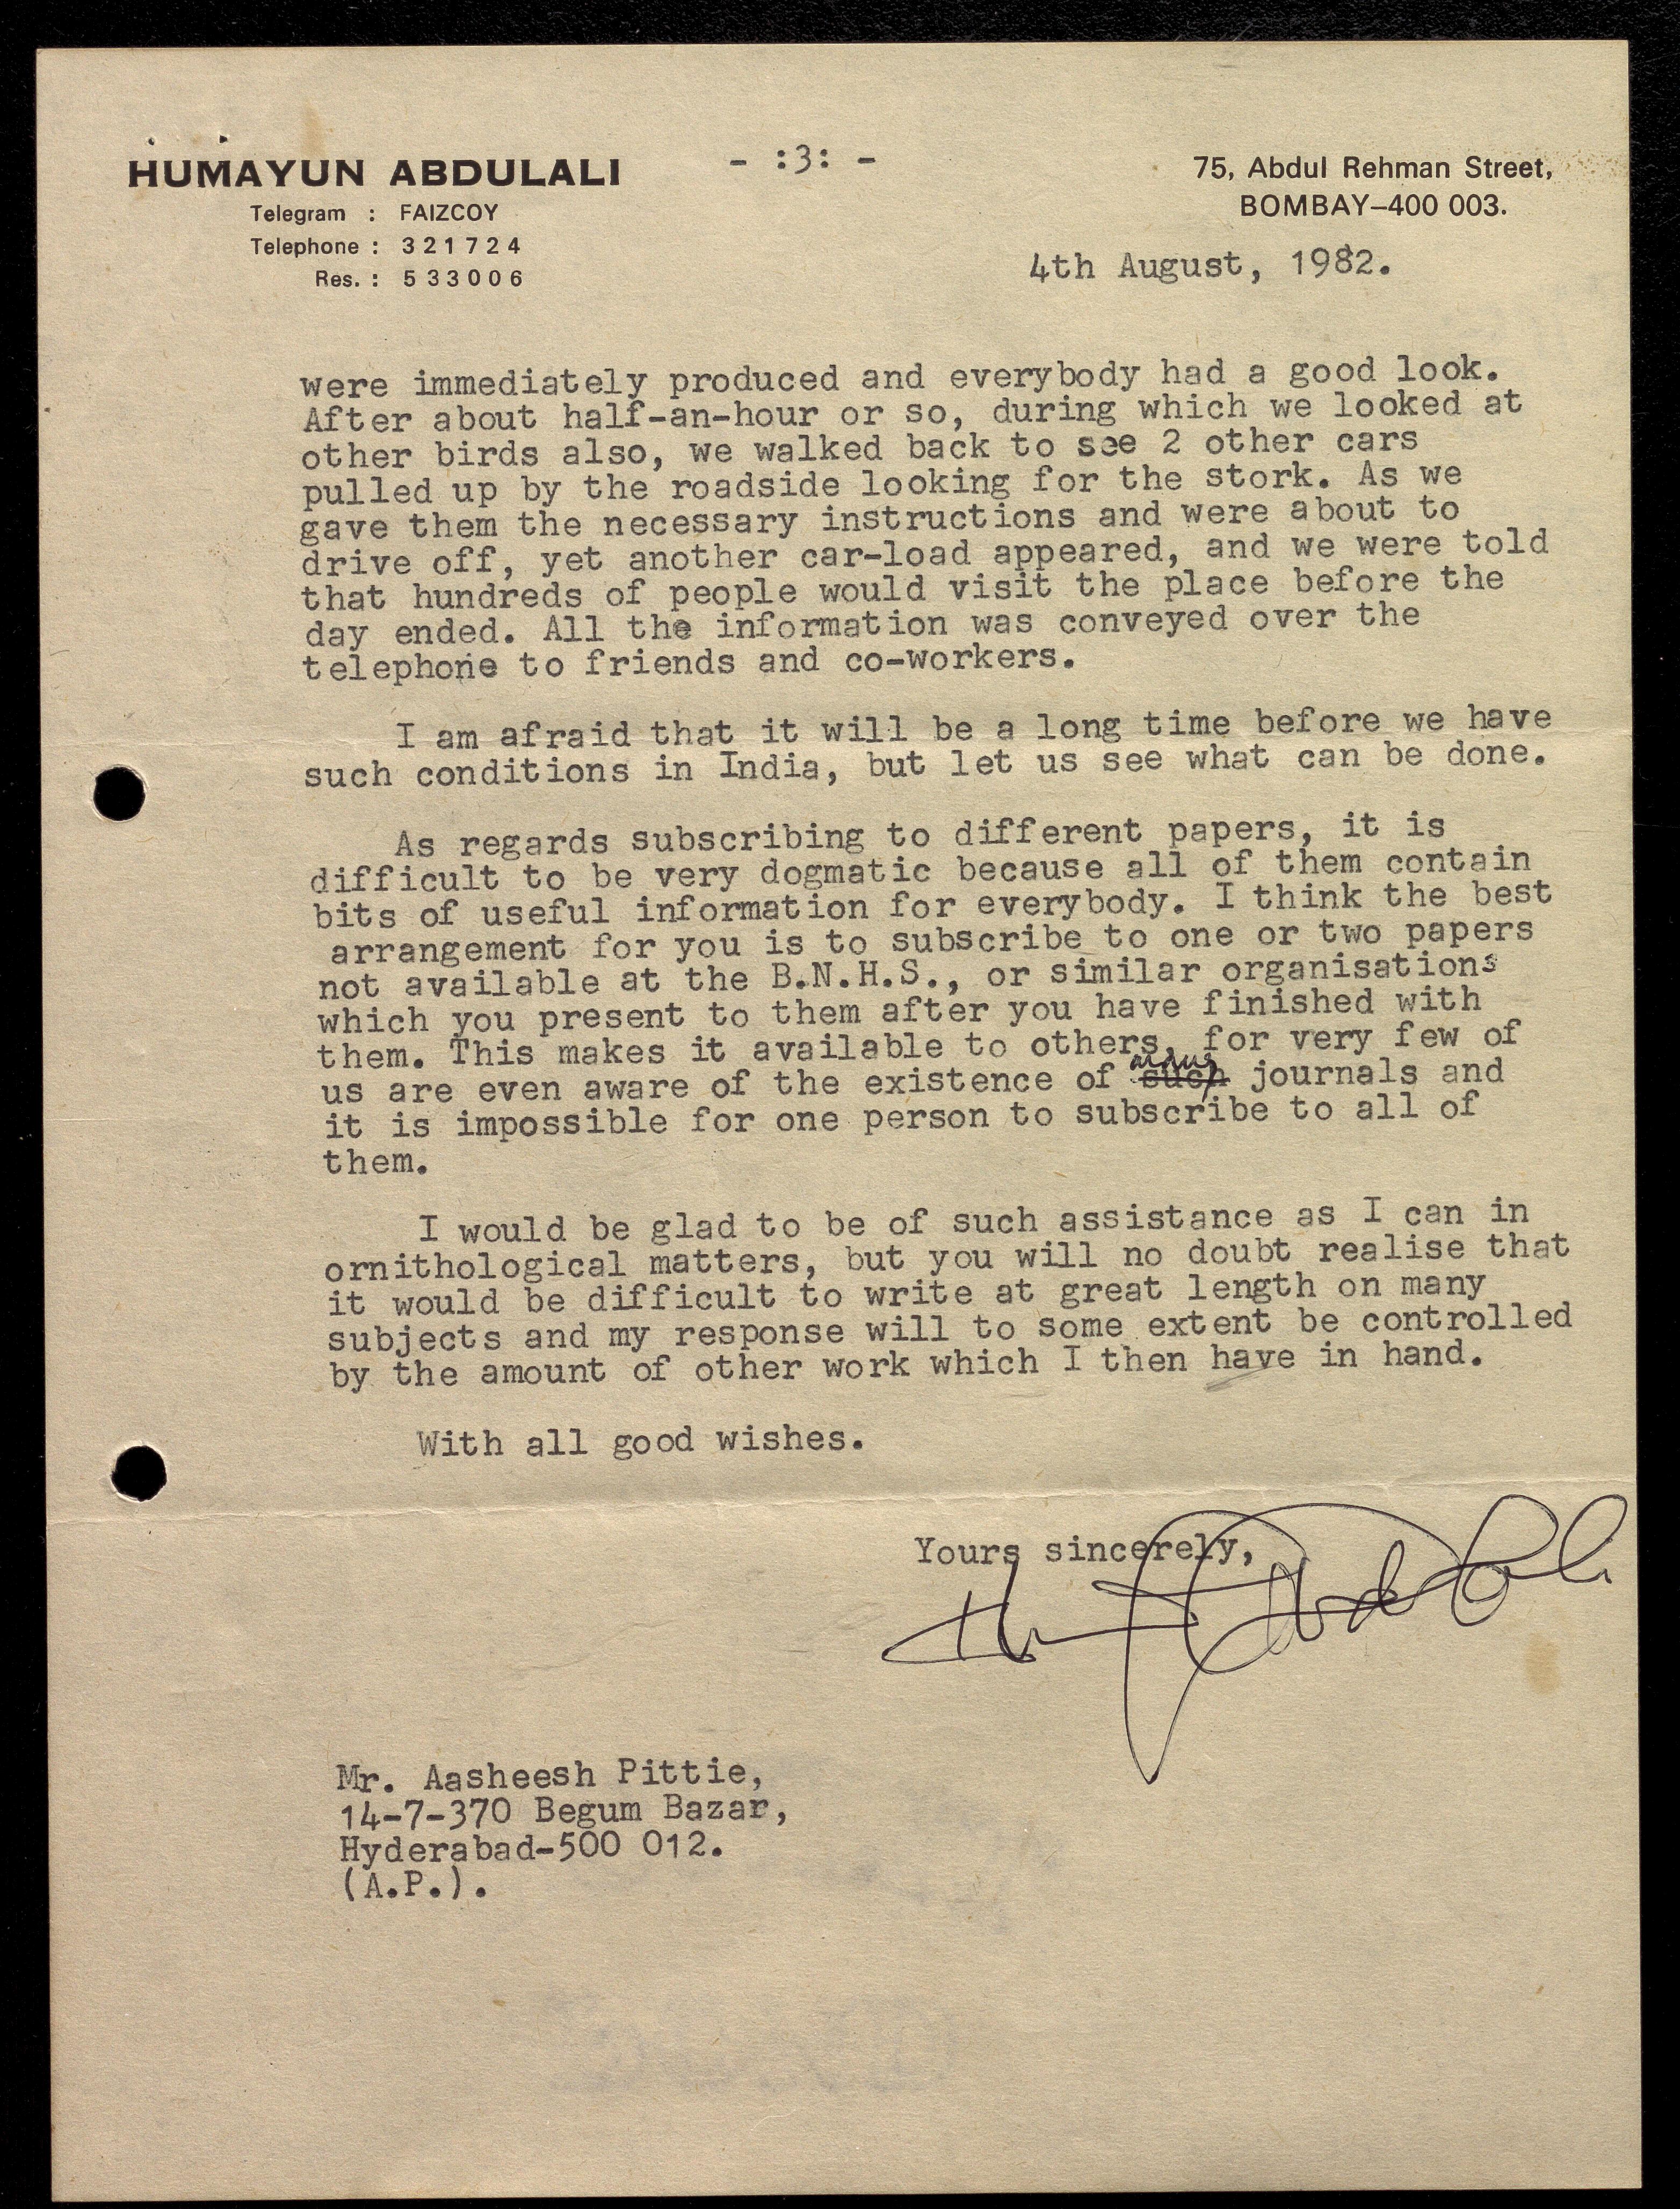 HUMAYUN ABDULALI
Telegram : FAIZCOY
Telephone : 321724
Res. : 533006
- :3: -
75, Abdul Rehman Street,
BOMBAY–400 003.
4th August, 1982.
were immediately produced and everybody had a good look.
After about half-an-hour or so, during which we looked at
other birds also, we walked back to see 2 other cars
pulled up by the roadside looking for the stork. As we
gave them the necessary instructions and were about to
drive off, yet another car-load appeared, and we were told
that hundreds of people would visit the place before the
day ended. All the information was conveyed over the
telephone to friends and co-workers.
I am afraid that it will be a long time before we have
such conditions in India, but let us see what can be done.
As regards subscribing to different papers, it is
difficult to be very dogmatic because all of them contain
bits of useful information for everybody. I think the best
arrangement for you is to subscribe to one or two papers
not available at the B.N.H.S., or similar organisations
which you present to them after you have finished with
them. This makes it available to others, for very few of
us are even aware of the existence of such many journals and
it is impossible for one person to subscribe to all of
them.
I would be glad to be of such assistance as I can in
ornithological matters, but you will no doubt realise that
it would be difficult to write at great length on many
subjects and my response will to some extent be controlled
by the amount of other work which I then have in hand.
With all good wishes.
Yours sincerely,
Mr. Aasheesh Pittie,
14-7-370 Begum Bazar,
Hyderabad-500 012.
(A.P.).